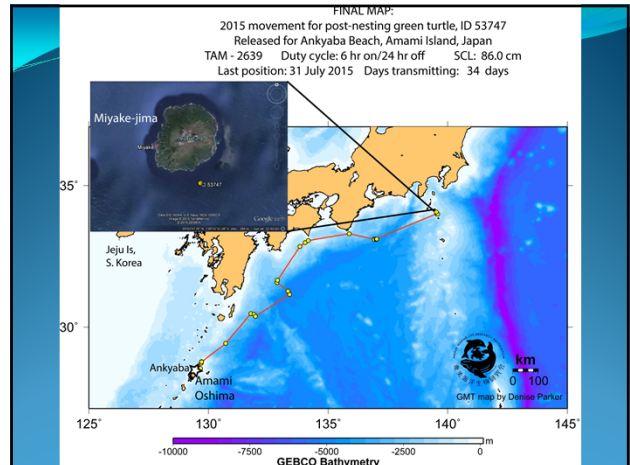 FINAL MAP:
2015 movement for post-nesting green turtle, ID 53747
Released for Ankyaba Beach, Amami Island, Japan
TAM - 2639 Duty cycle: 6 hr on/24 hr off SCL: 86.0 cm
Last position: 31 July 2015 Days transmitting: 34 days
Miyake-jima
Miyake
53747
Google
35°
30°
Jeju Is,
S. Korea
Ankyaba
Amami
Oshima
km
0 100
GMT map by Denise Parker
125° 130° 135° 140° 145°
-10000 -7500 -5000 -2500 0 m
GEBCO Bathymetry